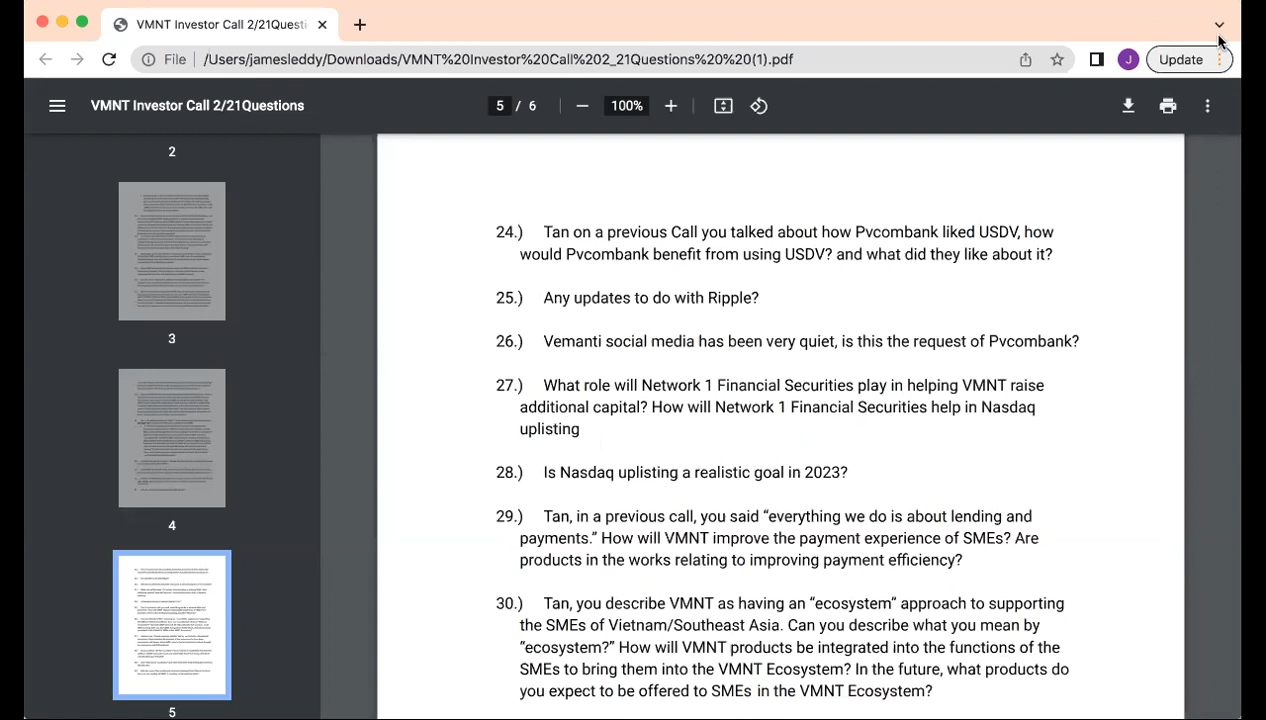 VMNT Investor Call 2/21Questi
File
/Users/jamesleddy/Downloads/VMNT%20Investor%20Call%202_21Questions%20%20(1).pdf
J
Update
VMNT Investor Call 2/21Questions
5 / 6
100%
2
3
4
5
24.) Tan on a previous Call you talked about how Pvcombank liked USDV, how
would Pvcombank benefit from using USDV? and what did they like about it?
25.) Any updates to do with Ripple?
26.) Vemanti social media has been very quiet, is this the request of Pvcombank?
27.) What role will Network 1 Financial Securities play in helping VMNT raise
additional capital? How will Network 1 Financial Securities help in Nasdaq
uplisting
28.) Is Nasdaq uplisting a realistic goal in 2023?
29.) Tan, in a previous call, you said “everything we do is about lending and
payments.” How will VMNT improve the payment experience of SMEs? Are
products in the works relating to improving payment efficiency?
30.) Tan, you describe VMNT as having an “ecosystem” approach to supporting
the SMEs of Vietnam/Southeast Asia. Can you describe what you mean by
“ecosystem?” How will VMNT products be integrated into the functions of the
SMEs to bring them into the VMNT Ecosystem? In the future, what products do
you expect to be offered to SMEs in the VMNT Ecosystem?